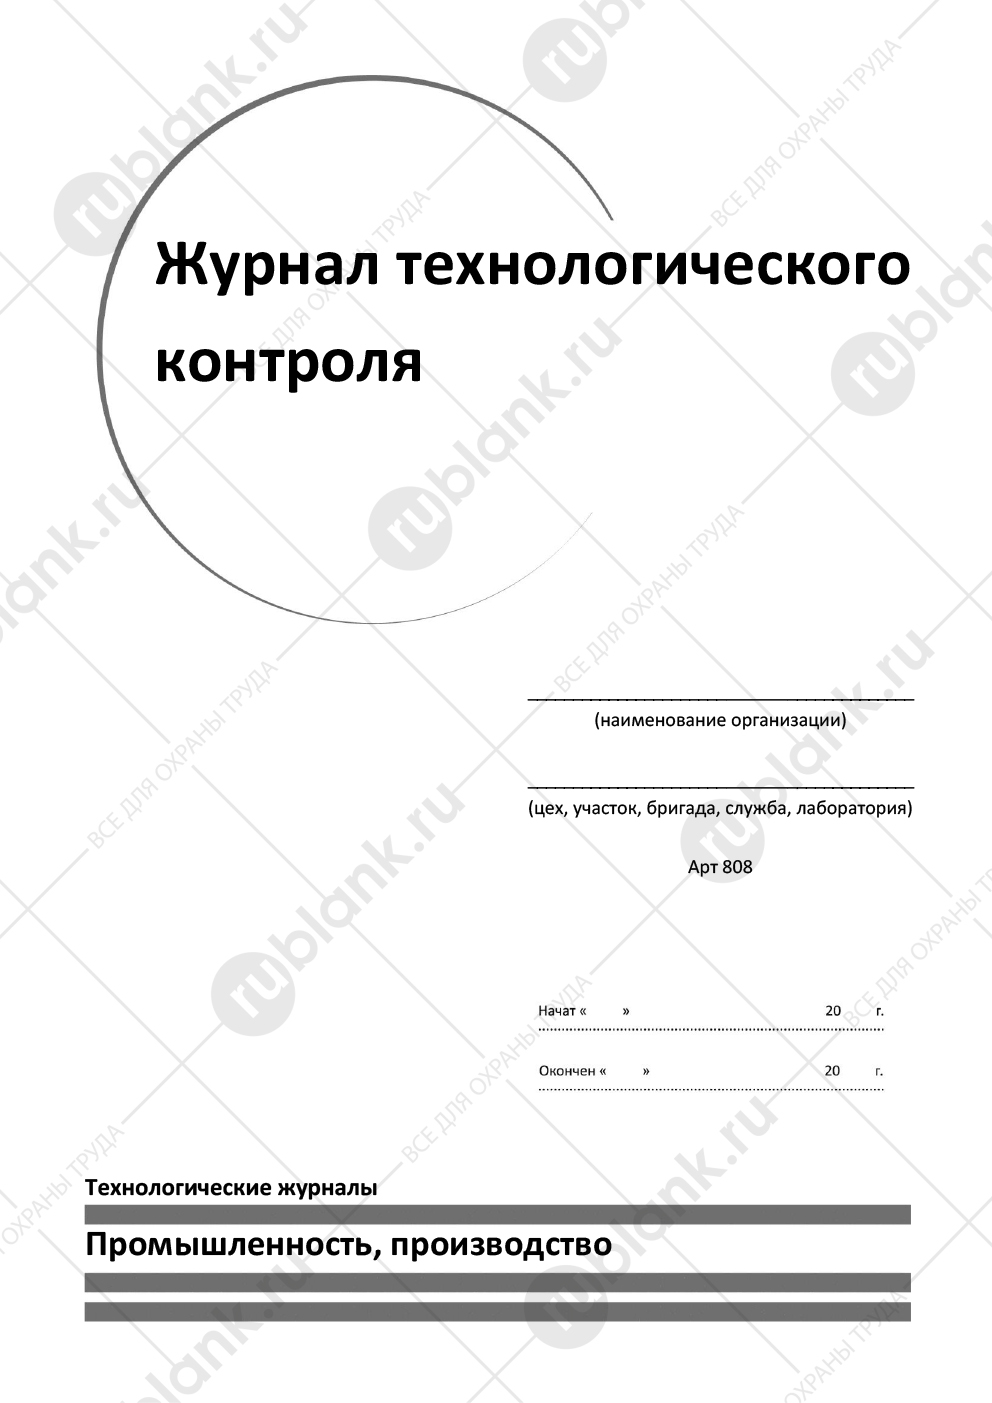 Журнал технологического
контроля
(наименование организации)
(цех, участок, бригада, служба, лаборатория)
Арт 808
Начат « » 20 г.
Окончен « » 20 г.
Технологические журналы
Промышленность, производство
rublank.ru
ВСЕ ДЛЯ ОХРАНЫ ТРУДА